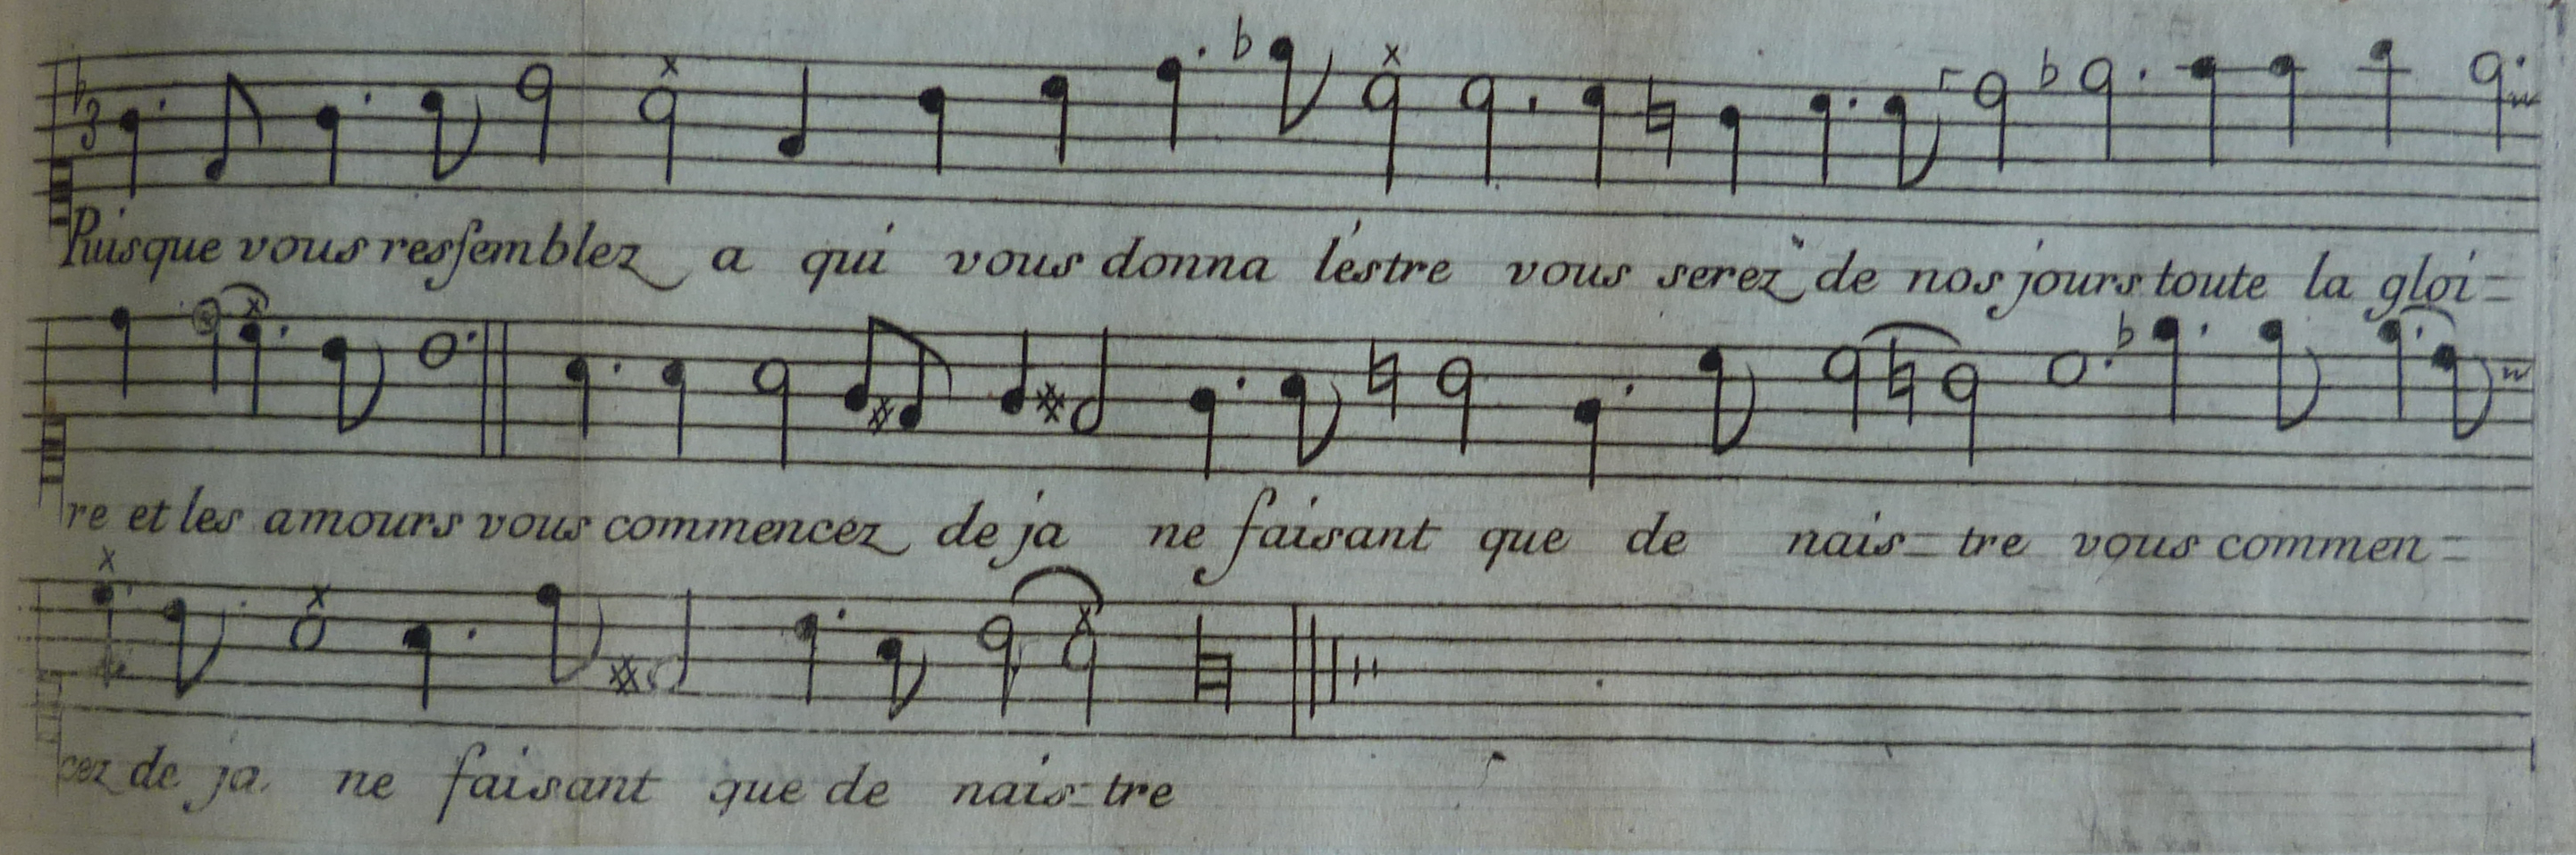 3
Puisque vous ressemblez a qui vous donna l'estre vous serez de nos jours toute la gloi=
re et les amours vous commencez de ja ne faisant que de nais=tre vous commen=
cez de ja. ne faisant que de nais=tre